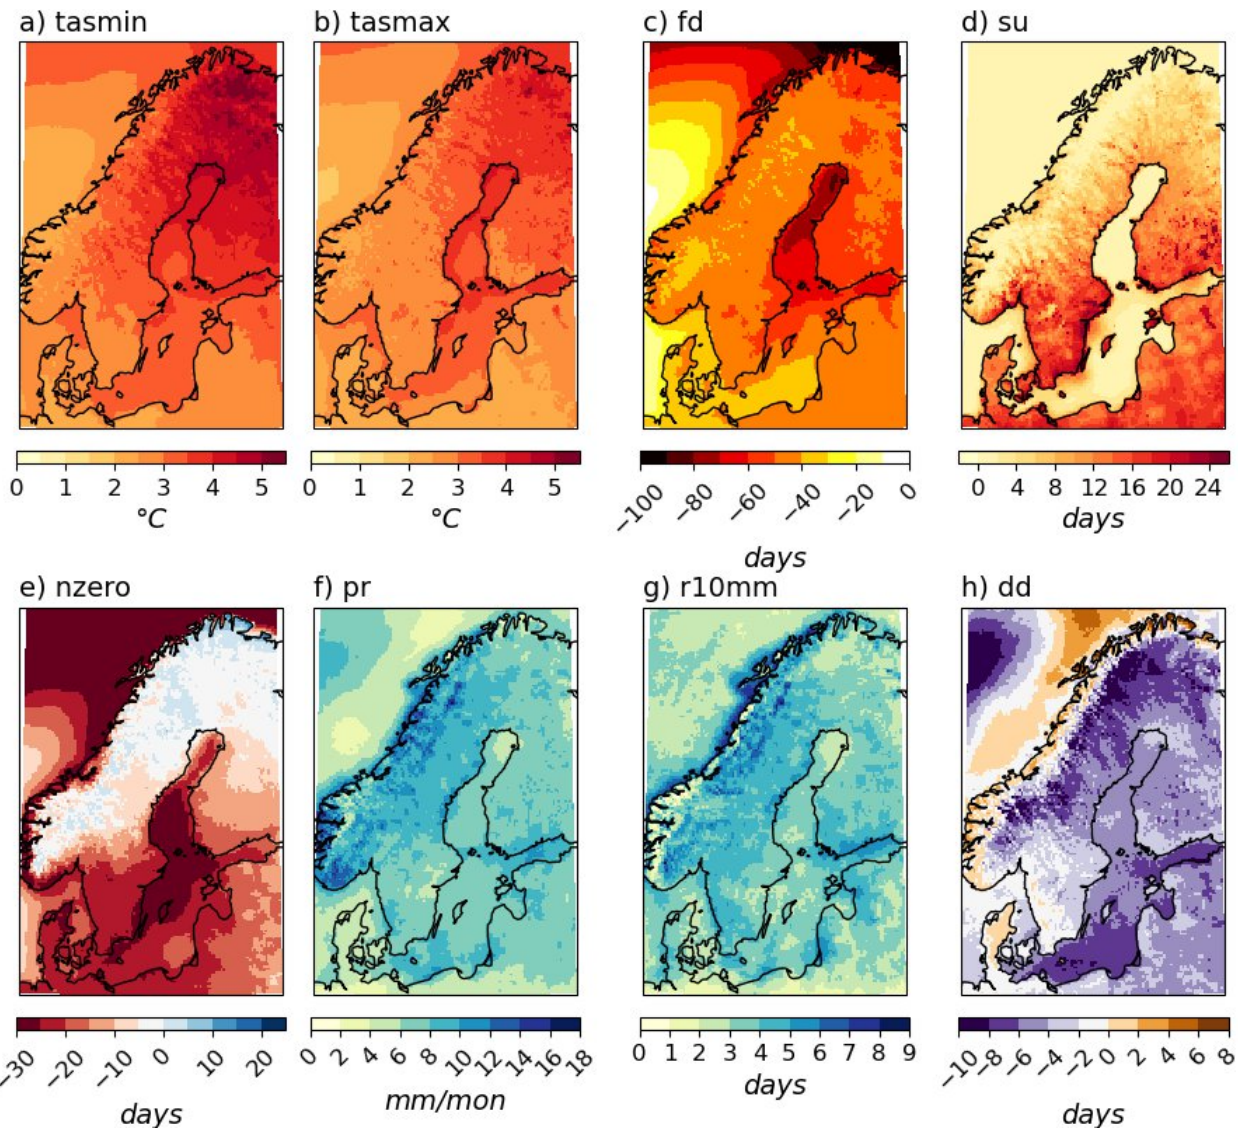 a) tasmin b) tasmax c) fd d) su
0 1 2 3 4 5 0 1 2 3 4 5 −100 −80 −60 −40 −20 0 0 4 8 12 16 20 24
°C °C days days
e) nzero f) pr g) r10mm h) dd
−30 −20 −10 0 10 20 0 2 4 6 8 10 12 14 16 18 0 1 2 3 4 5 6 7 8 9 −10 −8 −6 −4 −2 0 2 4 6 8
days mm/mon days days